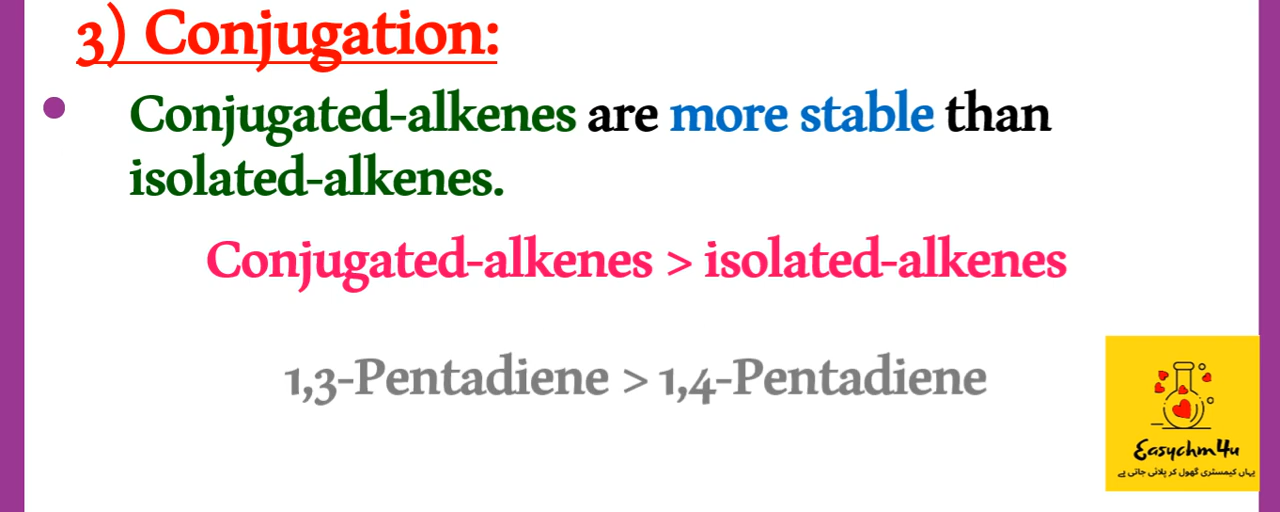 3) Conjugation:
• Conjugated-alkenes are more stable than
isolated-alkenes.
Conjugated-alkenes > isolated-alkenes
1,3-Pentadiene > 1,4-Pentadiene
Easychm4u
یہاں کیمسٹری گھول کر پلائی جاتی ہے